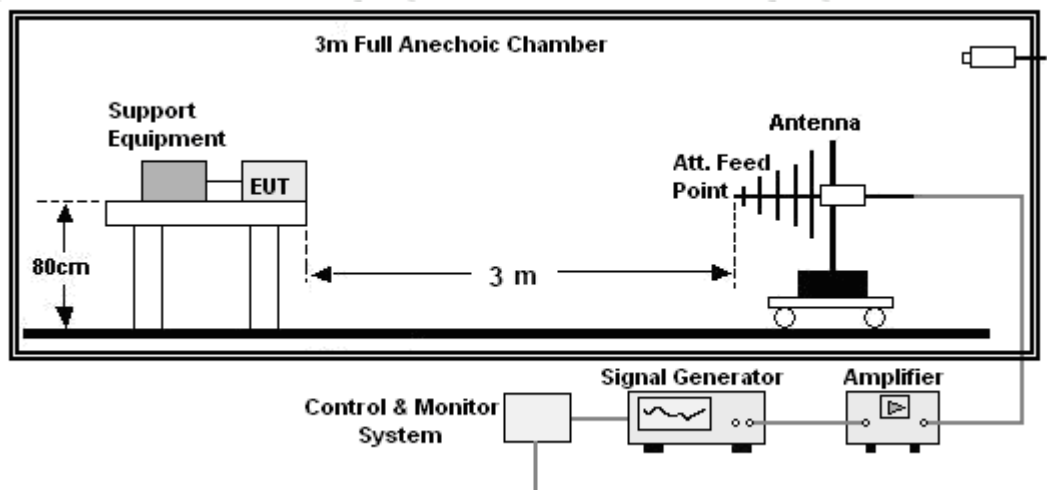 3m Full Anechoic Chamber
Support
Equipment
Antenna
Att. Feed
Point
EUT
80cm
3 m
Signal Generator
Amplifier
Control & Monitor
System